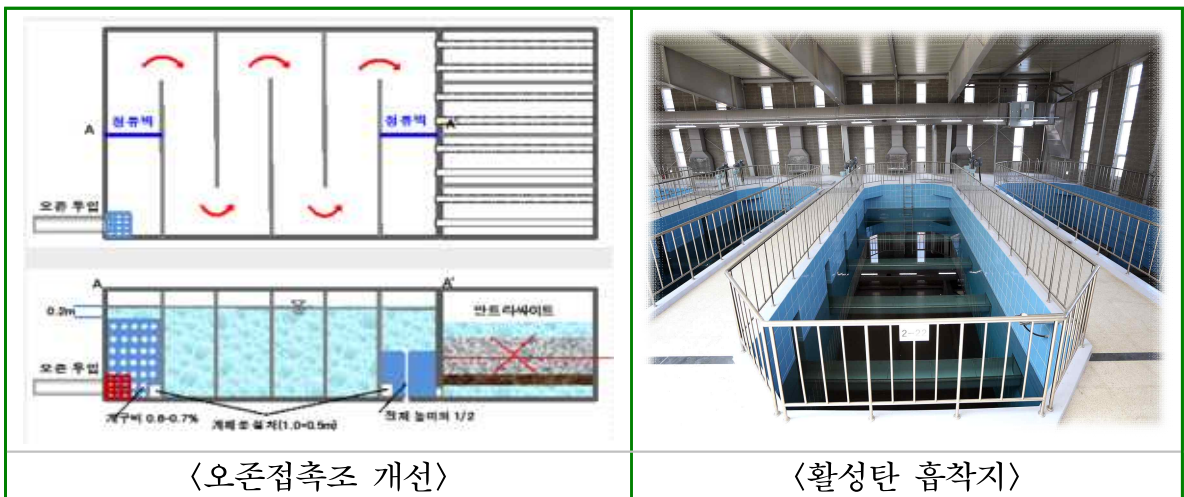 정류벽
정류벽
A
A'
오존 투입
A
A'
0.2m
안트라싸이트
오존 투입
개구비 0.6-0.7%
전체 높이의 1/2
2-22
<오존접촉조 개선>
<활성탄 흡착지>